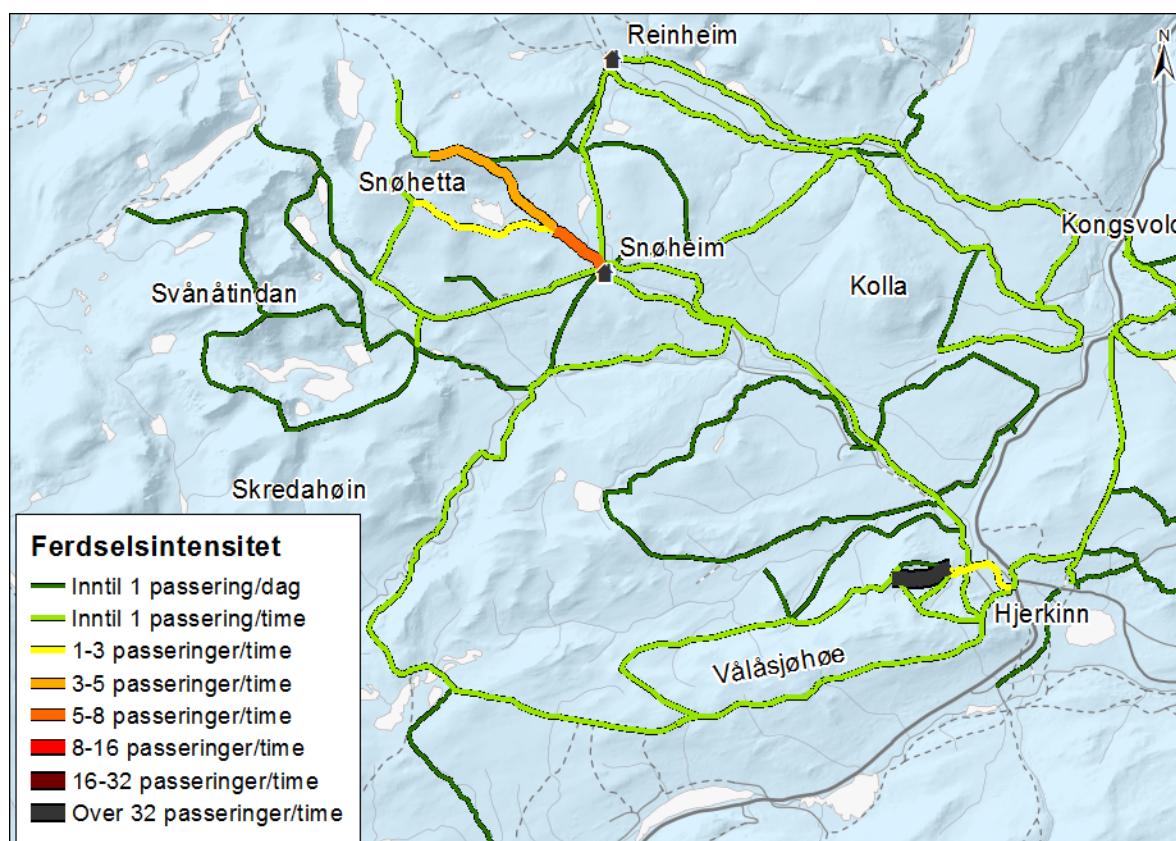 Reinheim
N
Snøhetta
Kongsvold
Snøheim
Svånåtindan
Kolla
Skredahøin
Hjerkinn
Vålåsjøhøe
Ferdselsintensitet
Inntil 1 passering/dag
Inntil 1 passering/time
1-3 passeringer/time
3-5 passeringer/time
5-8 passeringer/time
8-16 passeringer/time
16-32 passeringer/time
Over 32 passeringer/time